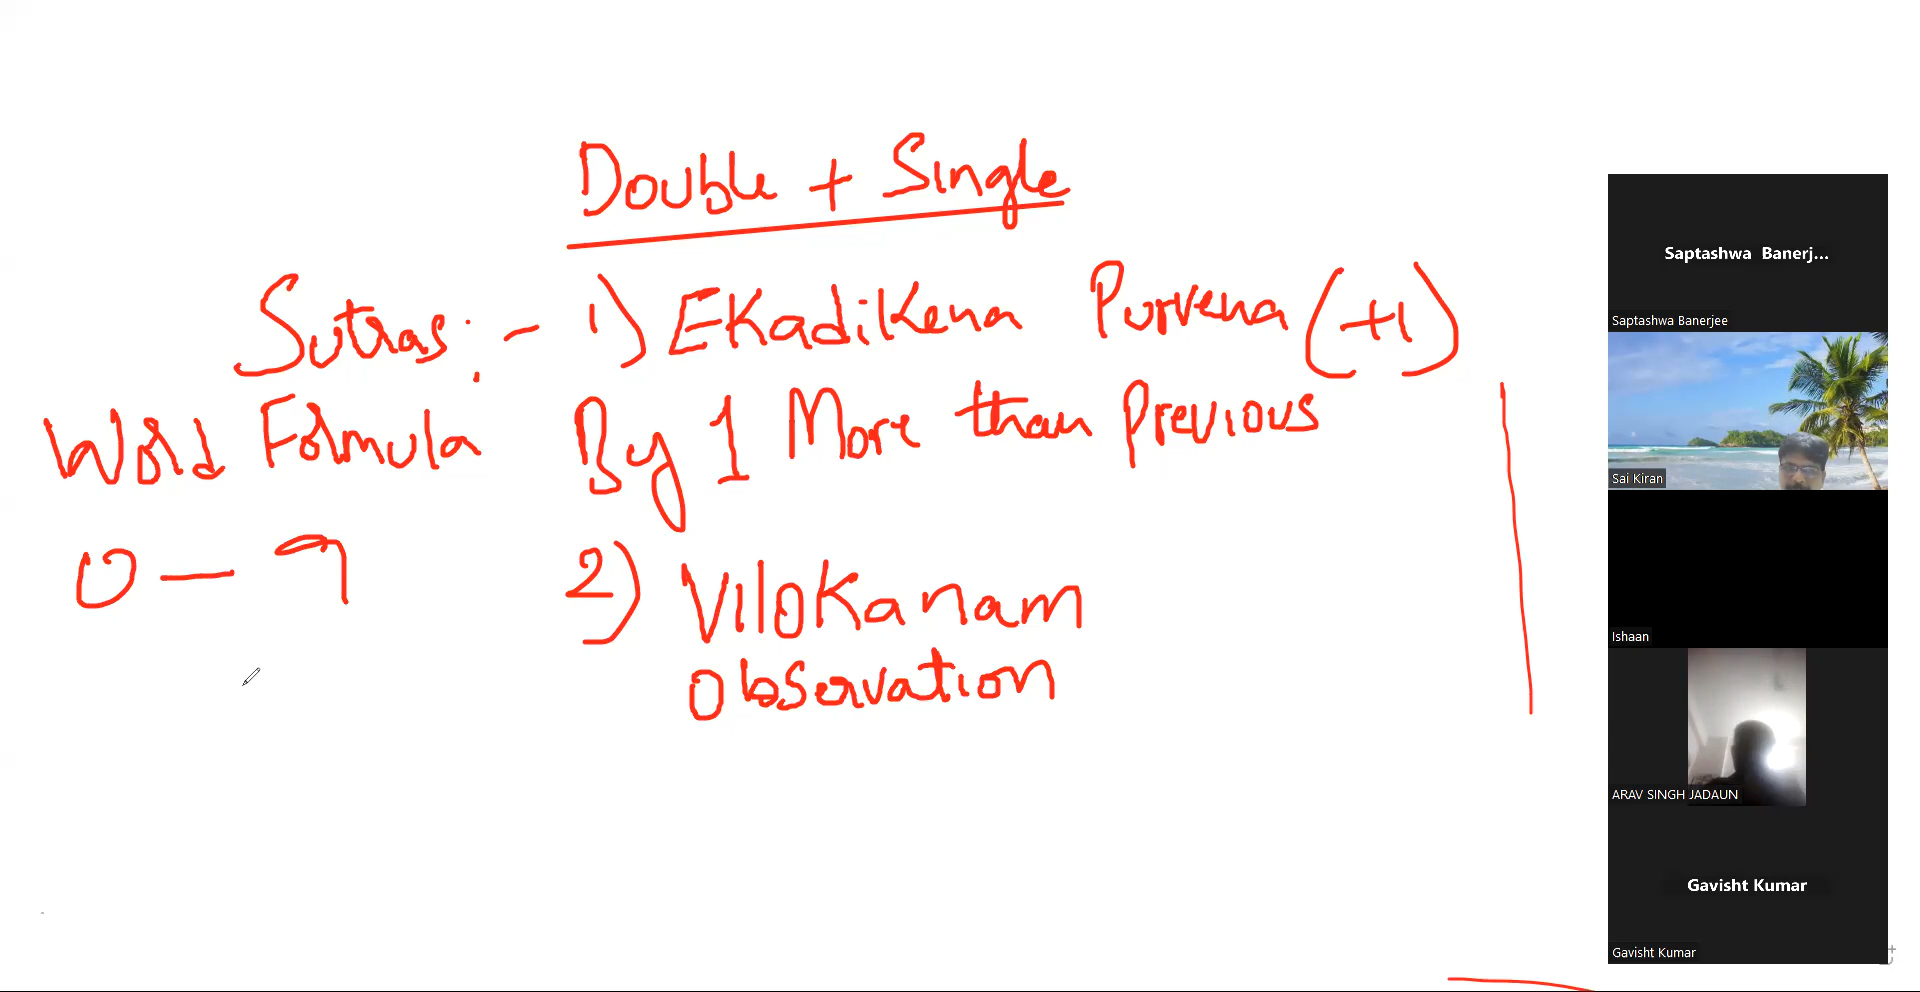 Double + Single
Sutras :- 1) Ekadikena Purvena (+1)
Word Formula By 1 More than Previous
0 — 9 2) Vilokanam
Observation
Saptashwa Banerj...
Saptashwa Banerjee
Sai Kiran
Ishaan
ARAV SINGH JADAUN
Gavisht Kumar
Gavisht Kumar